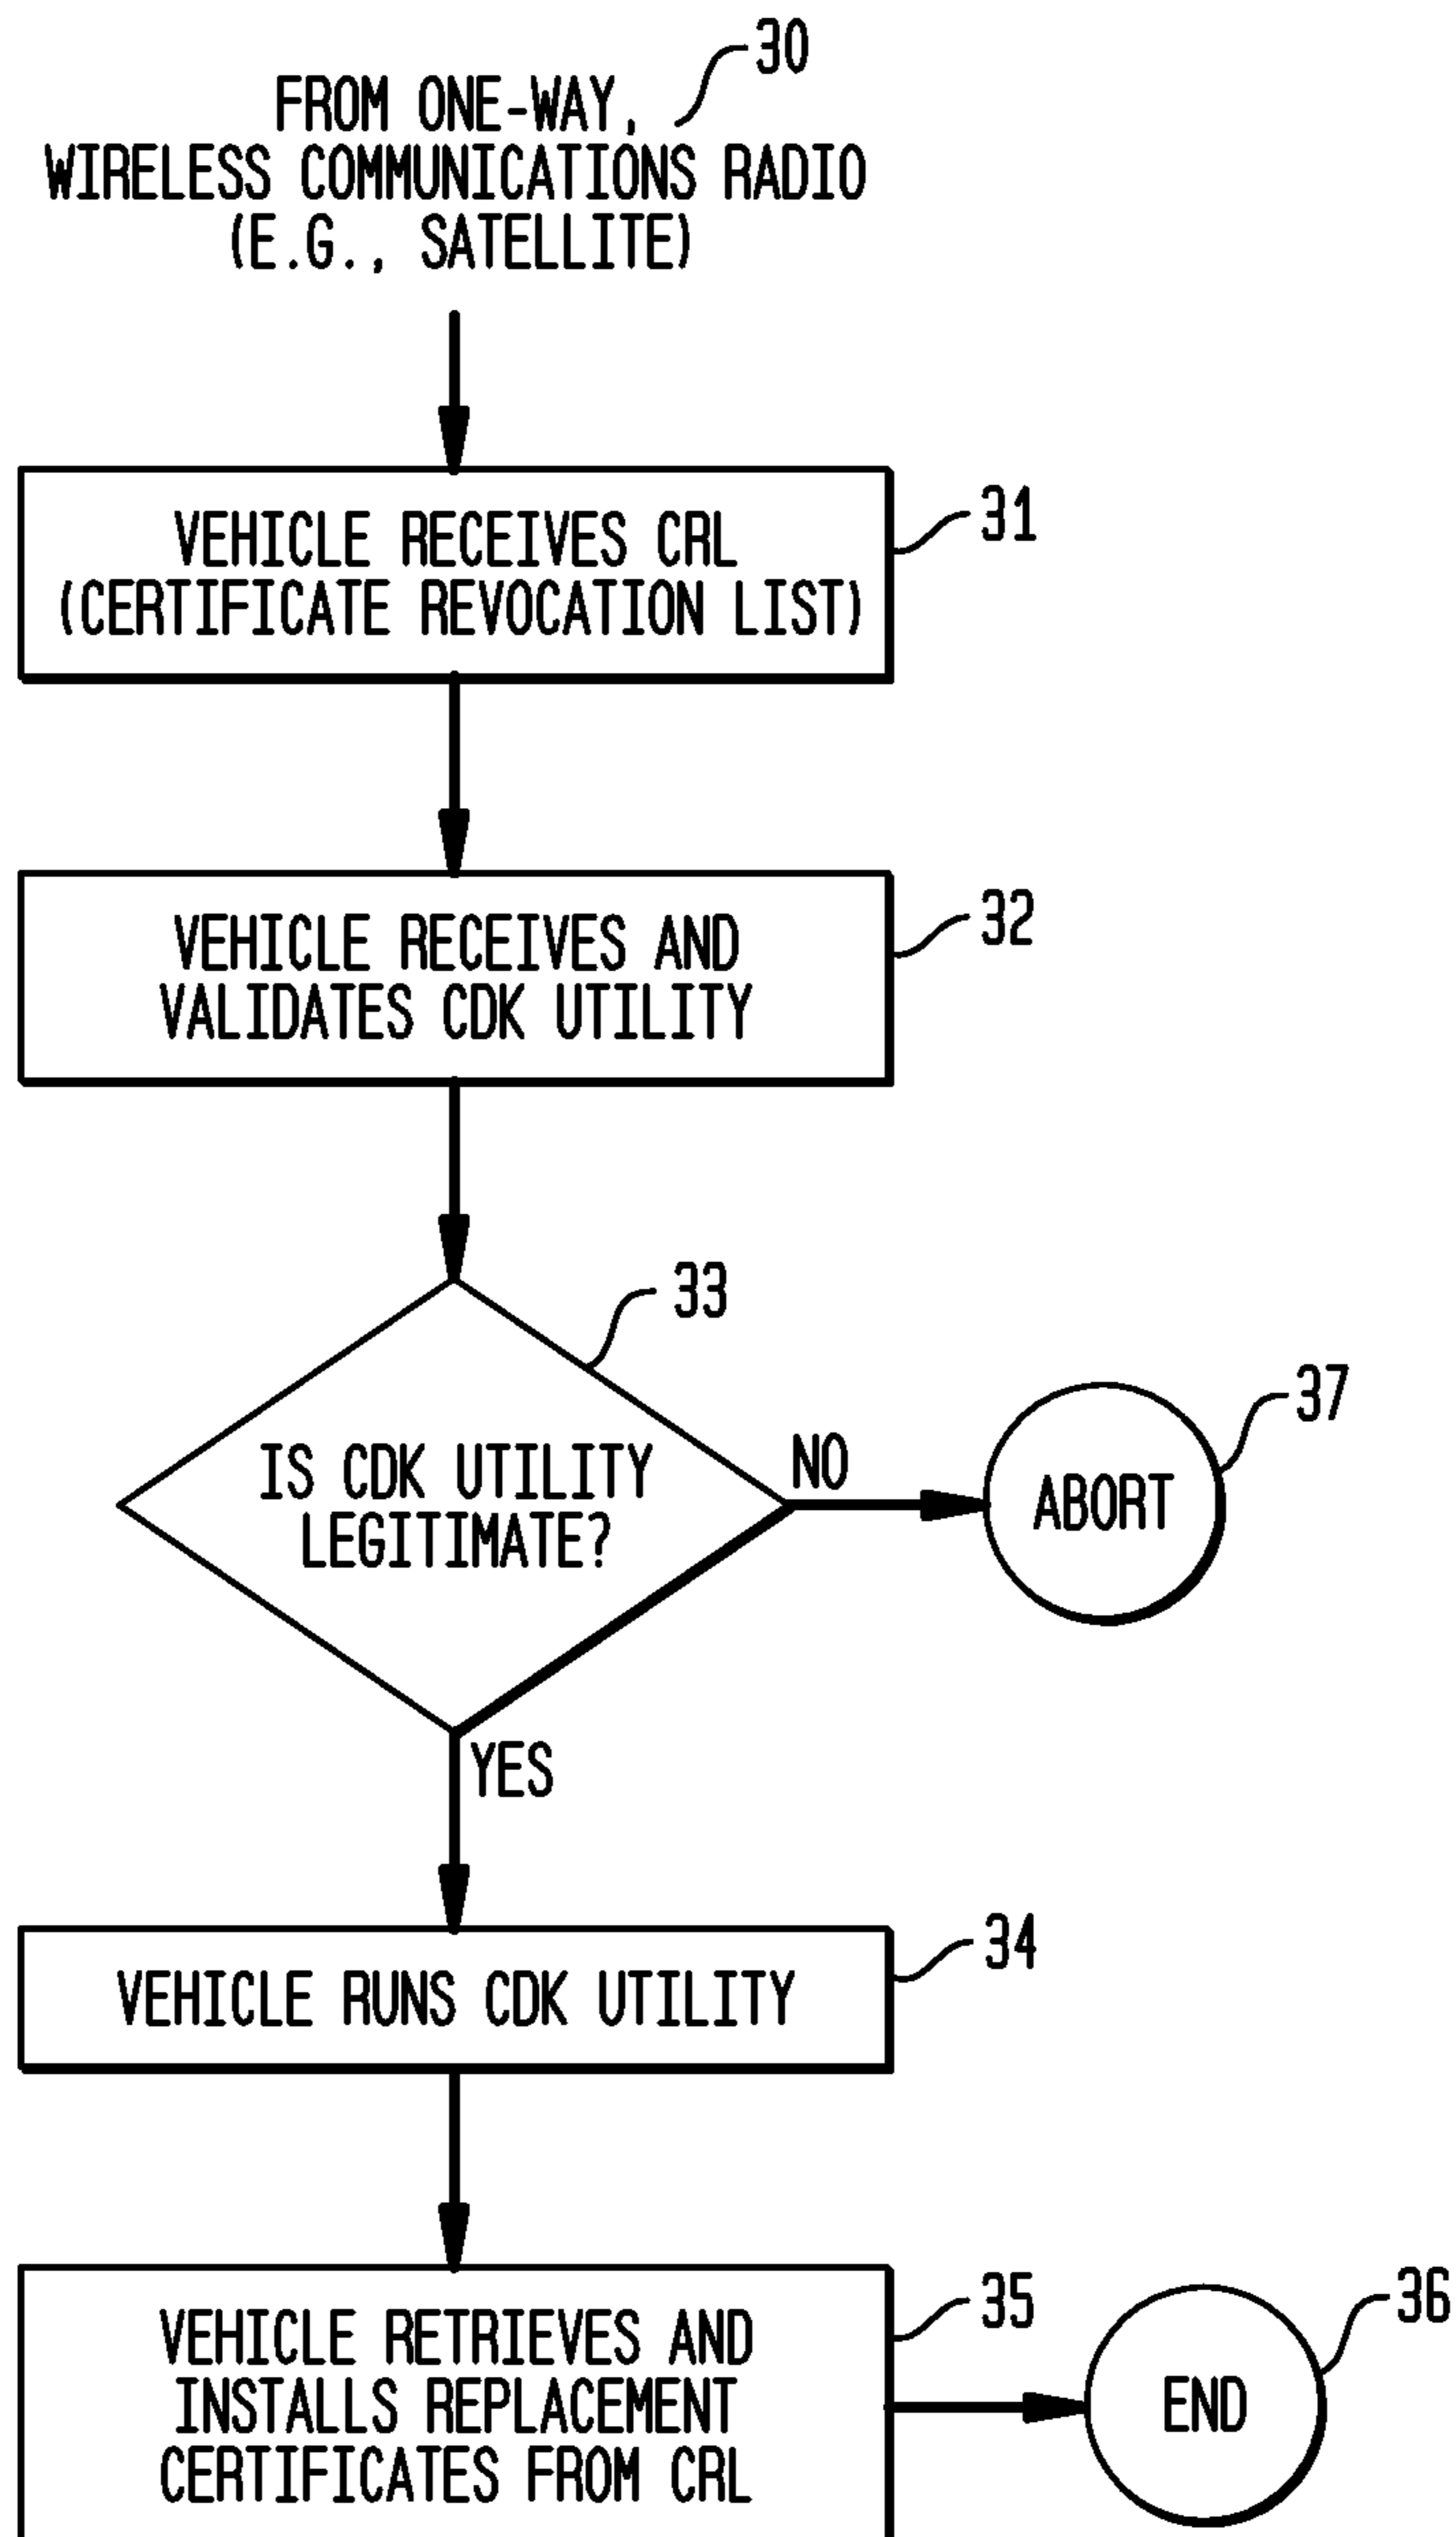 30
FROM ONE-WAY,
WIRELESS COMMUNICATIONS RADIO
(E.G., SATELLITE)
31
VEHICLE RECEIVES CRL
(CERTIFICATE REVOCATION LIST)
32
VEHICLE RECEIVES AND
VALIDATES CDK UTILITY
33
IS CDK UTILITY
LEGITIMATE?
NO
37
ABORT
YES
34
VEHICLE RUNS CDK UTILITY
35
VEHICLE RETRIEVES AND
INSTALLS REPLACEMENT
CERTIFICATES FROM CRL
36
END